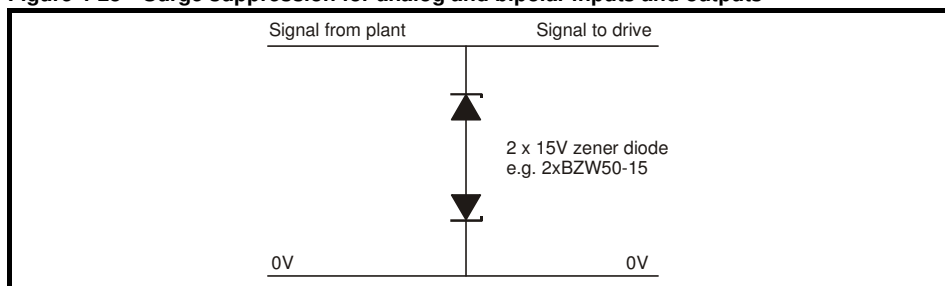 Figure 4-29 Surge suppression for analog and bipolar inputs and outputs
Signal from plant Signal to drive
2 x 15V zener diode
e.g. 2xBZW50-15
0V 0V